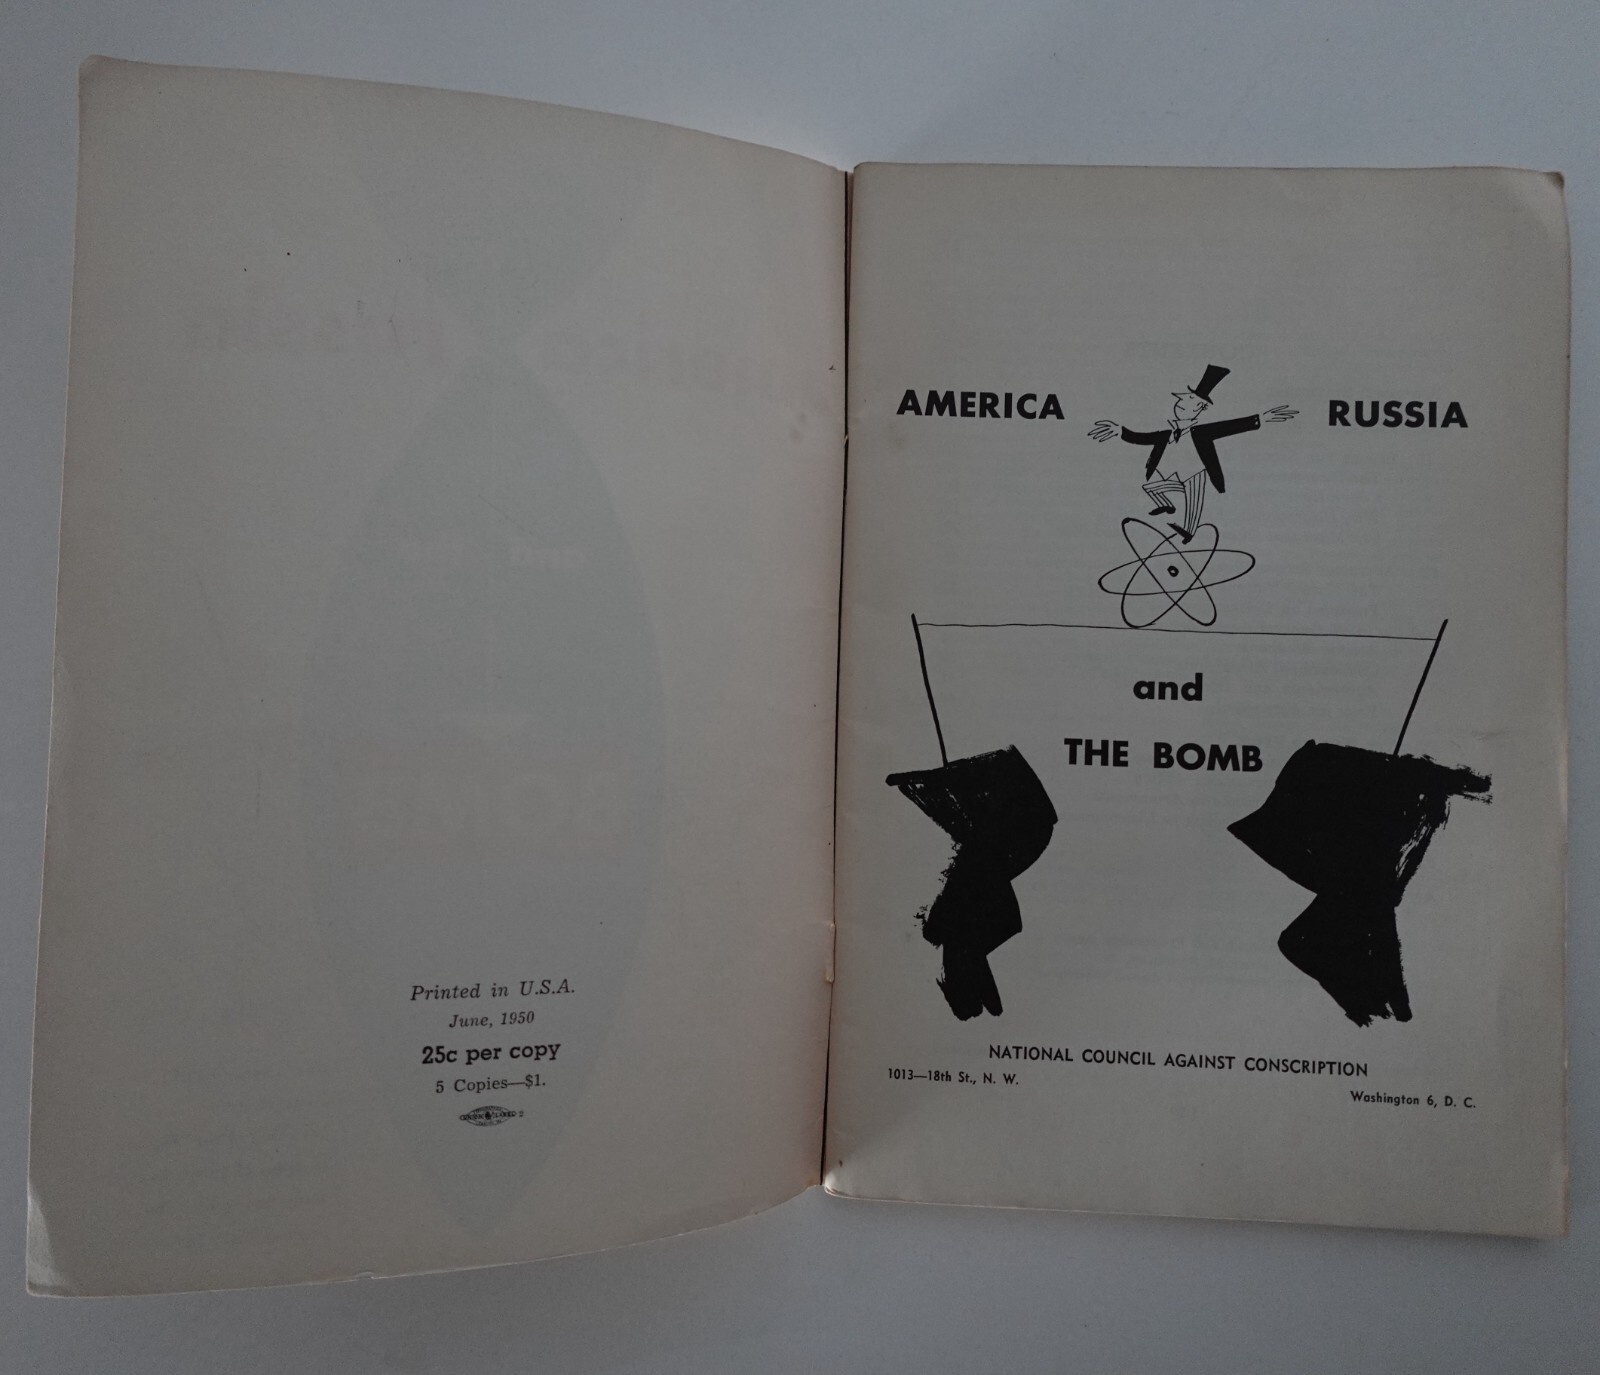 Printed in U.S.A.
June, 1950
25c per copy
5 Copies—$1.
2
AMERICA
RUSSIA
and
THE BOMB
NATIONAL COUNCIL AGAINST CONSCRIPTION
1013—18th St., N. W.
Washington 6, D. C.